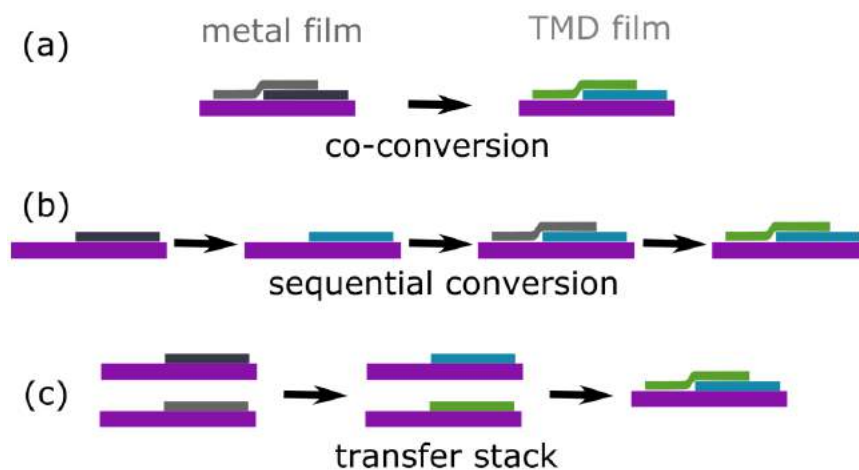 (a)
metal film
TMD film
co-conversion
(b)
sequential conversion
(c)
transfer stack